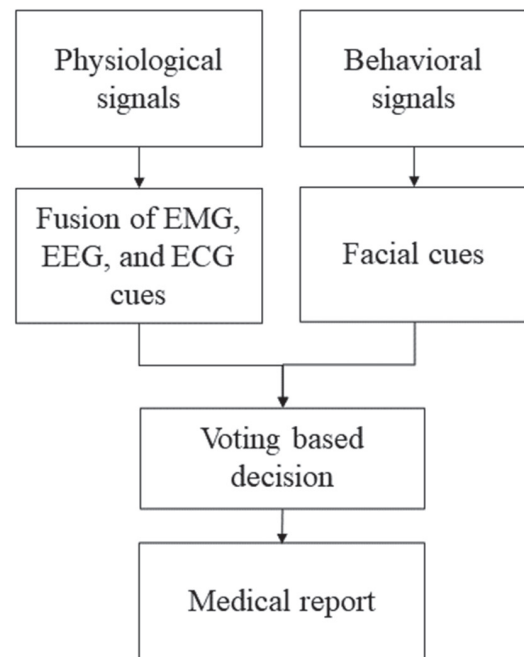 Physiological
signals
Behavioral
signals
Fusion of EMG,
EEG, and ECG
cues
Facial cues
Voting based
decision
Medical report